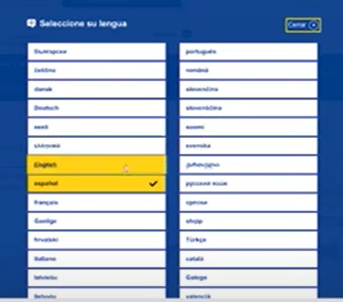 Seleccione su lengua
Cerrar
български
čeština
dansk
Deutsch
eesti
ελληνικά
English
español
français
Gaeilge
hrvatski
italiano
latviešu
lietuvių
português
română
slovenčina
slovenščina
suomi
svenska
русский язык
српски
shqip
Türkçe
català
Galego
valencià